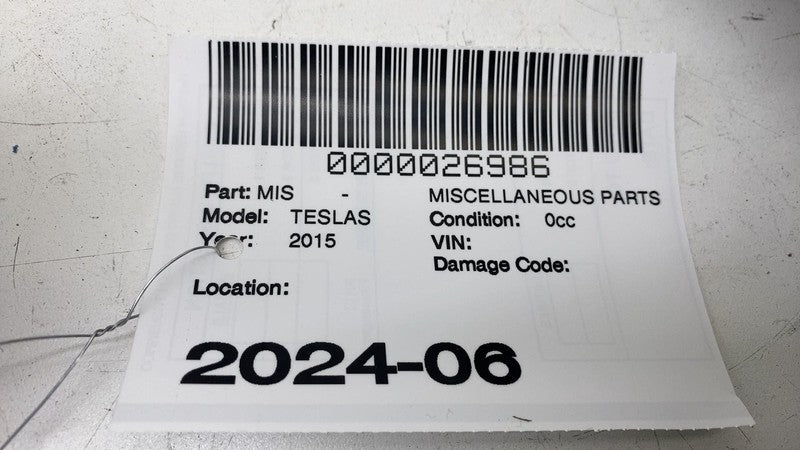 0000026986
Part: MIS - MISCELLANEOUS PARTS
Model: TESLAS Condition: 0cc
Year: 2015 VIN:
Damage Code:
Location:
2024-06